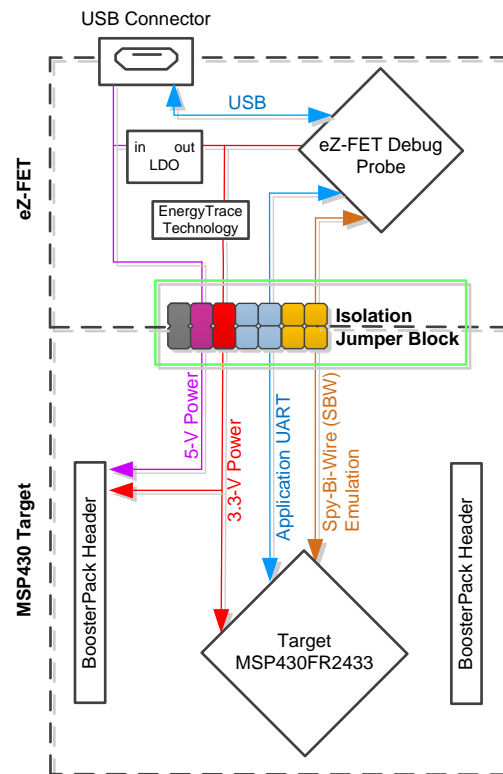 USB Connector
USB
eZ-FET Debug
Probe
in out
LDO
EnergyTrace
Technology
eZ-FET
Isolation
Jumper Block
5-V Power
3.3-V Power
Application UART
Spy-Bi-Wire (SBW)
Emulation
MSP430 Target
BoosterPack Header
BoosterPack Header
Target
MSP430FR2433